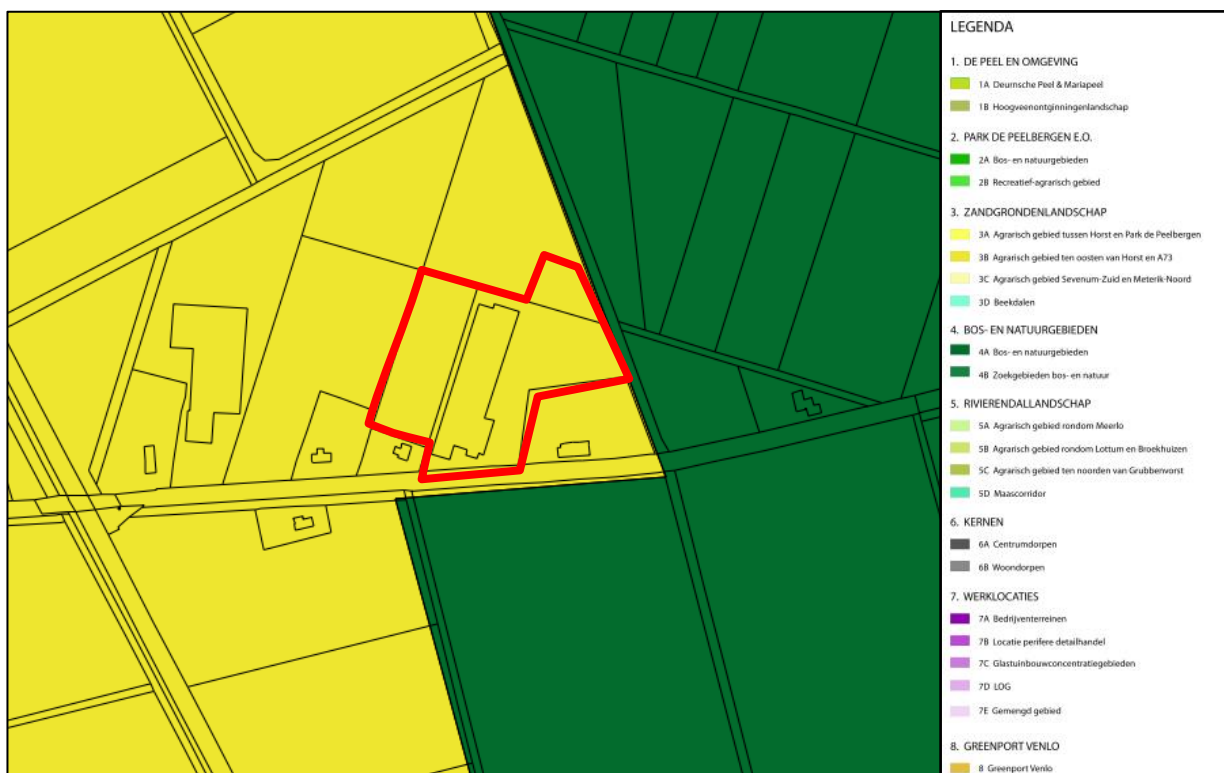 LEGENDA
1. DE PEEL EN OMGEVING
1A Deurnsche Peel & Mariapeel
1B Hoogveenontginningenlandschap
2. PARK DE PEELBERGEN E.O.
2A Bos- en natuurgebieden
2B Recreatief-agrarisch gebied
3. ZANDGRONDENLANDSCHAP
3A Agrarisch gebied tussen Horst en Park de Peelbergen
3B Agrarisch gebied ten oosten van Horst en A73
3C Agrarisch gebied Sevenum-Zuid en Meterik-Noord
3D Beekdalen
4. BOS- EN NATUURGEBIEDEN
4A Bos- en natuurgebieden
4B Zoekgebieden bos- en natuur
5. RIVIERENDALLANDSCHAP
5A Agrarisch gebied rondom Meerlo
5B Agrarisch gebied rondom Lottum en Broekhuizen
5C Agrarisch gebied ten noorden van Grubbenvorst
5D Maascorridor
6. KERNEN
6A Centrumdorpen
6B Woondorpen
7. WERKLOCATIES
7A Bedrijventerreinen
7B Locatie perifere detailhandel
7C Glastuinbouwconcentratiegebieden
7D LOG
7E Gemengd gebied
8. GREENPORT VENLO
8 Greenport Venlo